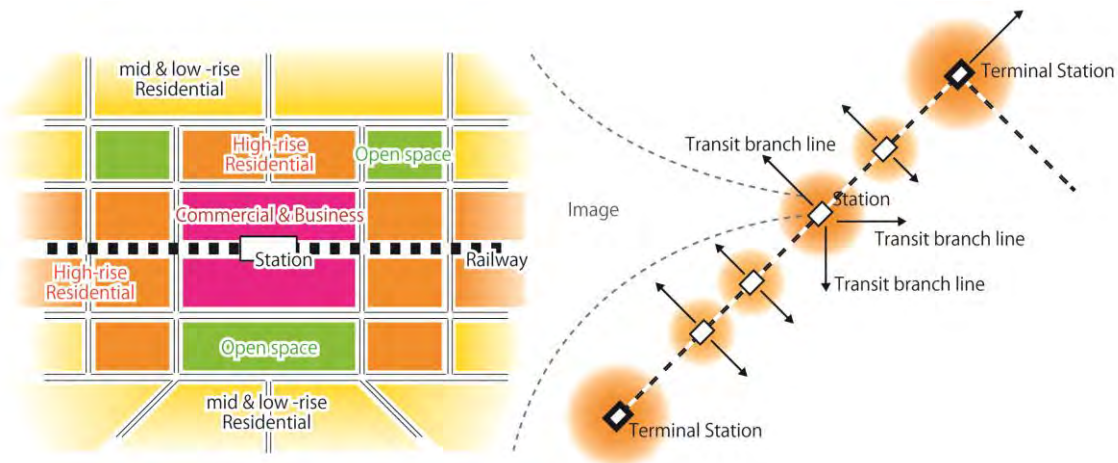 mid & low -rise
Residential
High-rise
Residential
Open space
Commercial & Business
Station
Railway
High-rise
Residential
Open space
mid & low -rise
Residential
Image
Terminal Station
Transit branch line
Station
Transit branch line
Transit branch line
Terminal Station